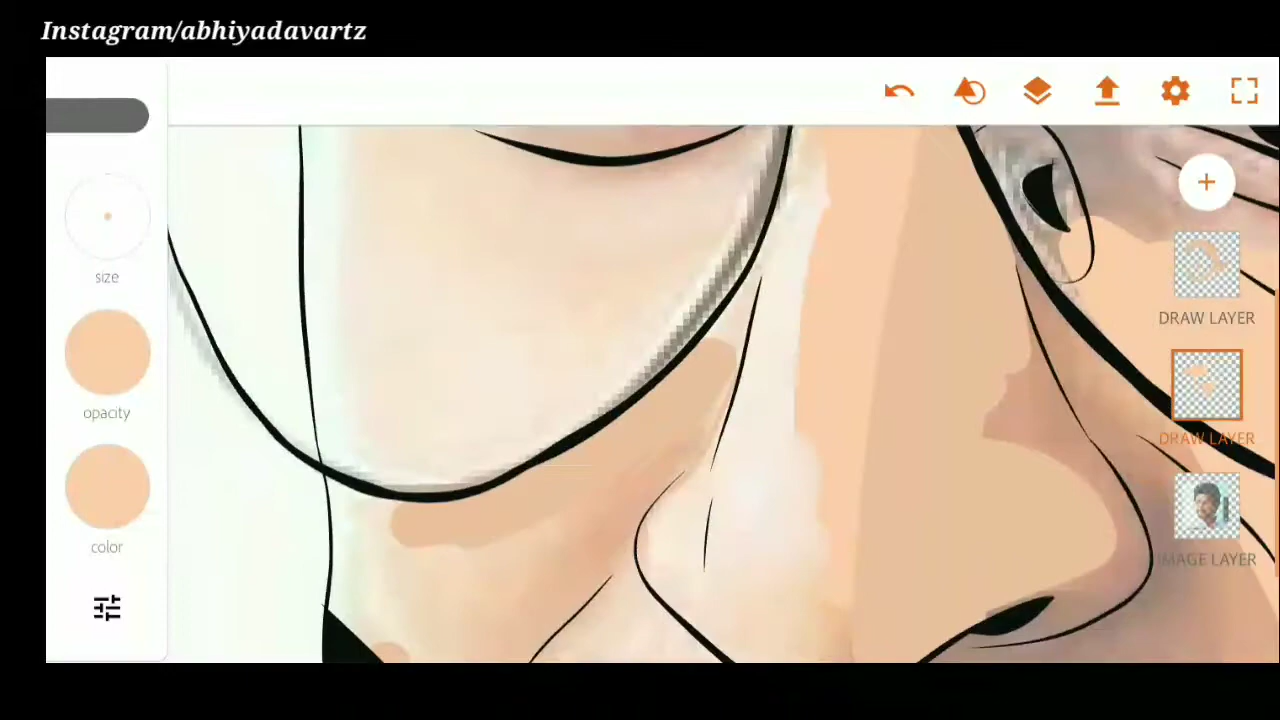 Instagram/abhiyadavartz
size
DRAW LAYER
opacity
DRAW LAYER
color
IMAGE LAYER